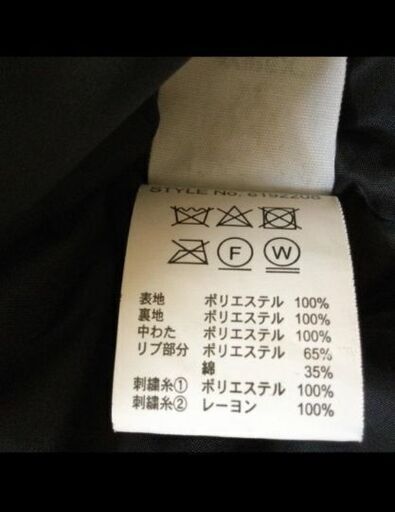 STYLE No. 6192208
F W
表地 ポリエステル 100%
裏地 ポリエステル 100%
中わた ポリエステル 100%
リブ部分 ポリエステル 65%
綿 35%
刺繍糸① ポリエステル 100%
刺繍糸② レーヨン 100%